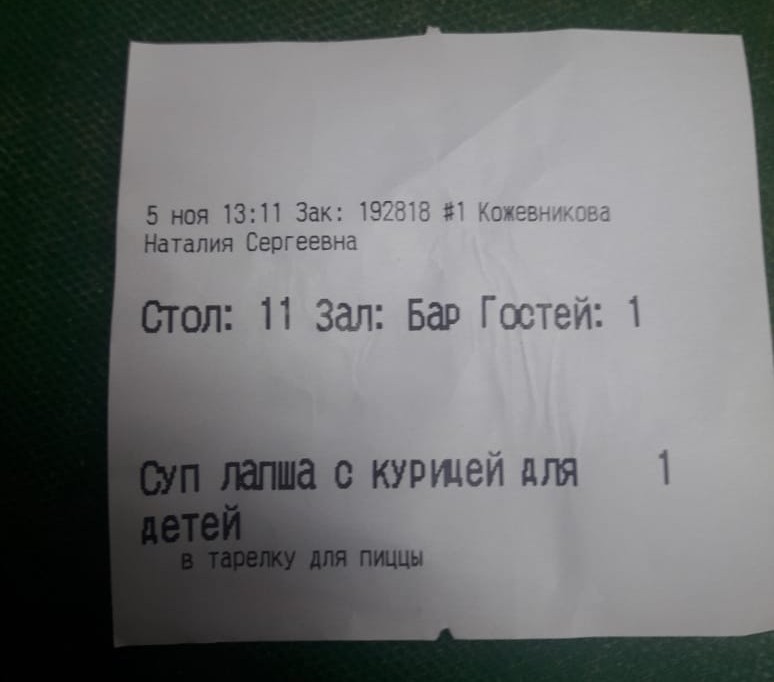 5 ноя 13:11 Зак: 192818 #1 Кожевникова
Наталия Сергеевна
Стол: 11 Зал: Бар Гостей: 1
Суп лапша с курицей для 1
детей
в тарелку для пиццы